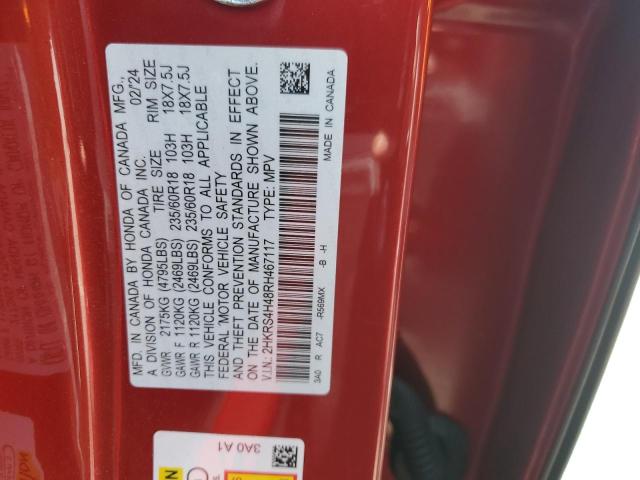 MFD. IN CANADA BY HONDA OF CANADA MFG.,
A DIVISION OF HONDA CANADA INC. 02/'24
GVWR 2175KG (4795LBS) TIRE SIZE RIM SIZE
GAWR F 1120KG (2469LBS) 235/60R18 103H 18X7.5J
GAWR R 1120KG (2469LBS) 235/60R18 103H 18X7.5J
THIS VEHICLE CONFORMS TO ALL APPLICABLE
FEDERAL MOTOR VEHICLE SAFETY
AND THEFT PREVENTION STANDARDS IN EFFECT
ON THE DATE OF MANUFACTURE SHOWN ABOVE.
V.I.N.: 2HKRS4H48RH467117 TYPE: MPV
3A0 R AC7 -R569MX -B -H
MADE IN CANADA
3A0 A1